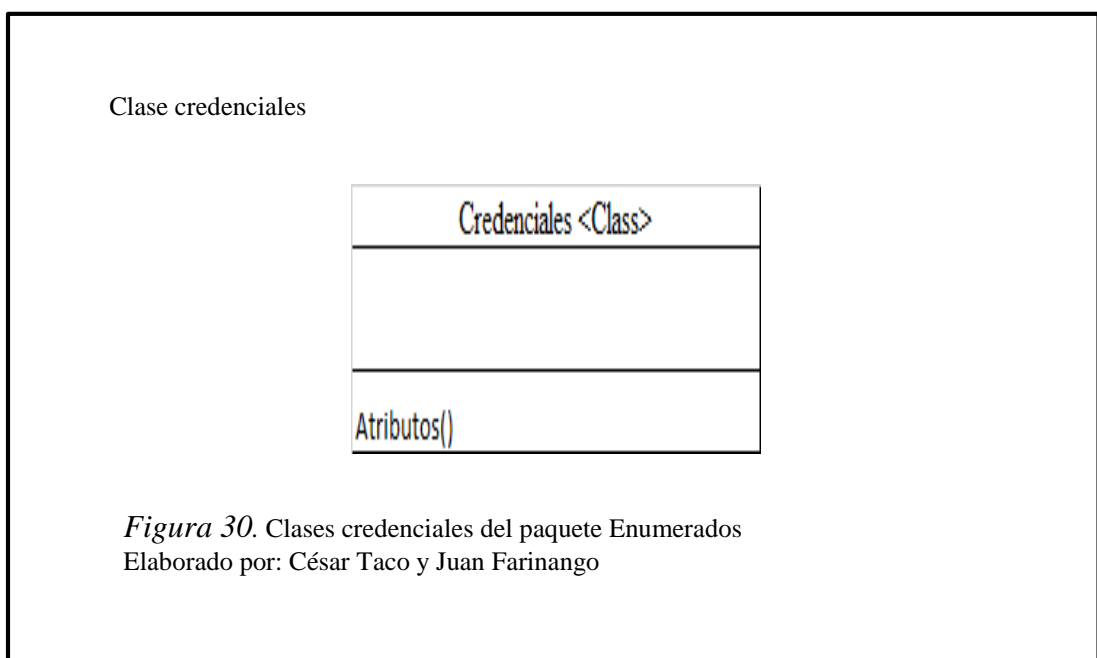 Clase credenciales
Credenciales <Class>
Atributos()
Figura 30. Clases credenciales del paquete Enumerados
Elaborado por: César Taco y Juan Farinango